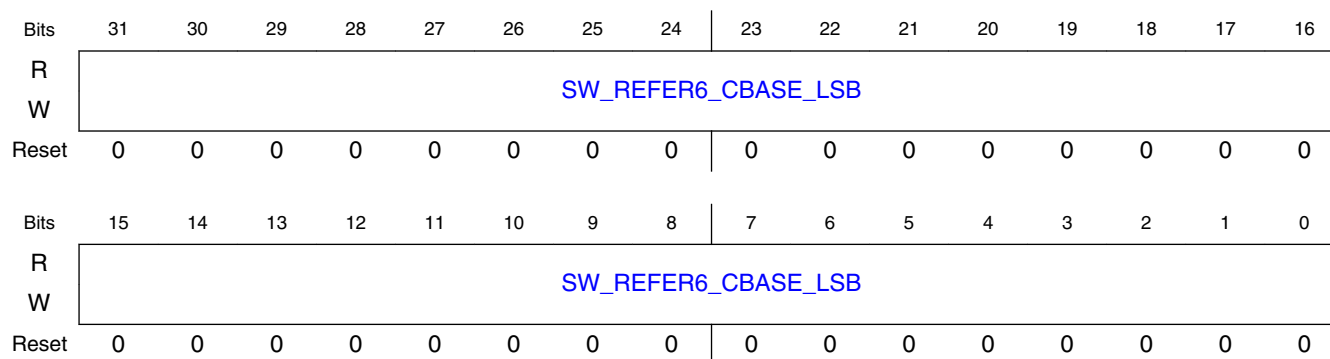 Bits 31 30 29 28 27 26 25 24 23 22 21 20 19 18 17 16
R
SW_REFER6_CBASE_LSB
W
Reset 0 0 0 0 0 0 0 0 0 0 0 0 0 0 0 0
Bits 15 14 13 12 11 10 9 8 7 6 5 4 3 2 1 0
R
SW_REFER6_CBASE_LSB
W
Reset 0 0 0 0 0 0 0 0 0 0 0 0 0 0 0 0